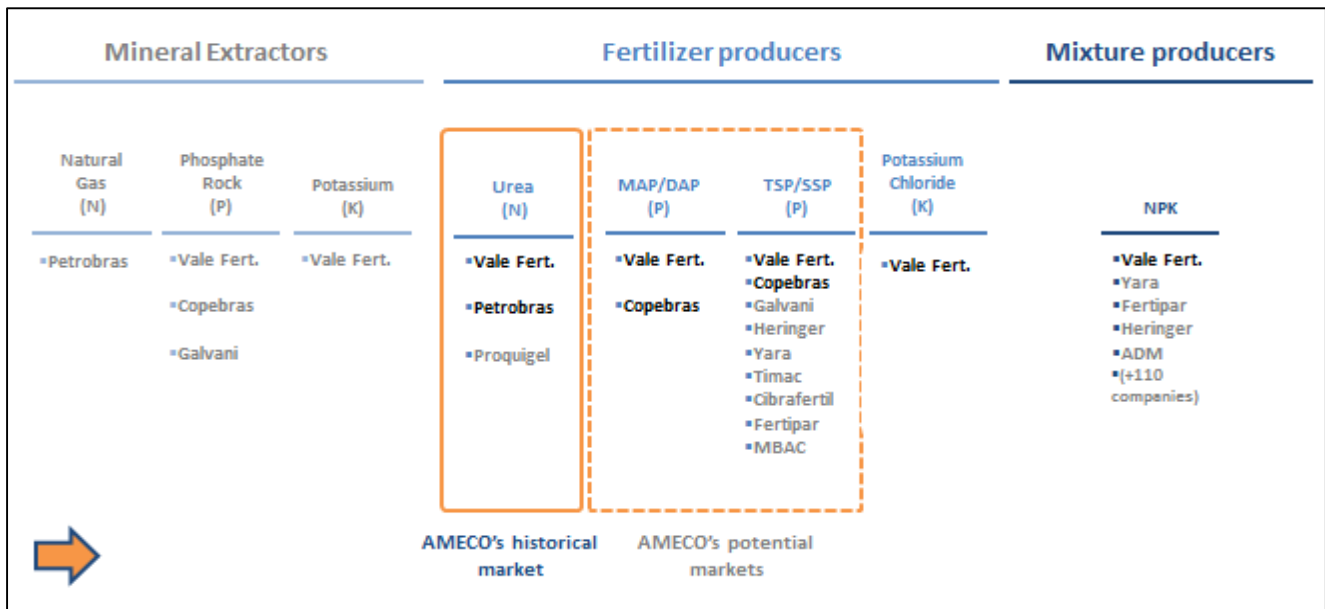 Mineral Extractors
Fertilizer producers
Mixture producers
Natural
Gas
(N)
▪Petrobras
Phosphate
Rock
(P)
▪Vale Fert.
▪Copebras
▪Galvani
Potassium
(K)
▪Vale Fert.
Urea
(N)
▪Vale Fert.
▪Petrobras
▪Proquigel
MAP/DAP
(P)
▪Vale Fert.
▪Copebras
TSP/SSP
(P)
▪Vale Fert.
▪Copebras
▪Galvani
▪Heringer
▪Yara
▪Timac
▪Cibrafertil
▪Fertipar
▪MBAC
Potassium
Chloride
(K)
▪Vale Fert.
NPK
▪Vale Fert.
▪Yara
▪Fertipar
▪Heringer
▪ADM
▪(+110
companies)
AMECO's historical
market
AMECO's potential
markets